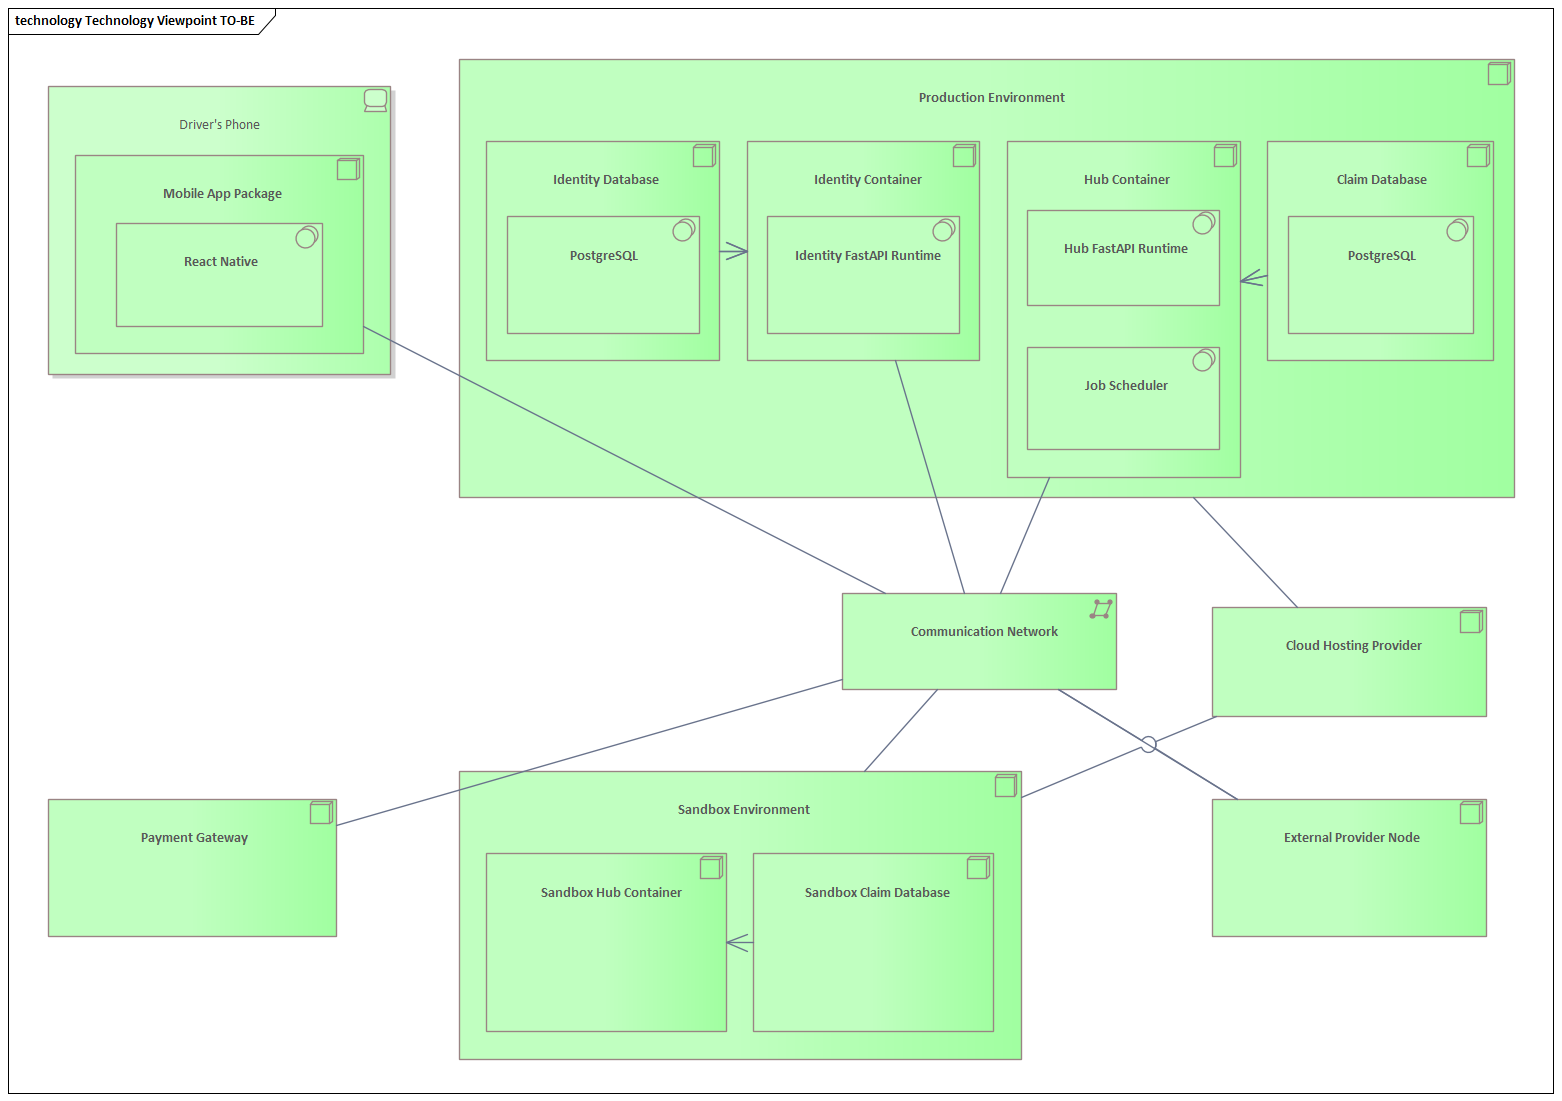 technology Technology Viewpoint TO-BE
Production Environment
Driver's Phone
Mobile App Package
React Native
Identity Database
PostgreSQL
Identity Container
Identity FastAPI Runtime
Hub Container
Hub FastAPI Runtime
Job Scheduler
Claim Database
PostgreSQL
Communication Network
Cloud Hosting Provider
Payment Gateway
Sandbox Environment
Sandbox Hub Container
Sandbox Claim Database
External Provider Node